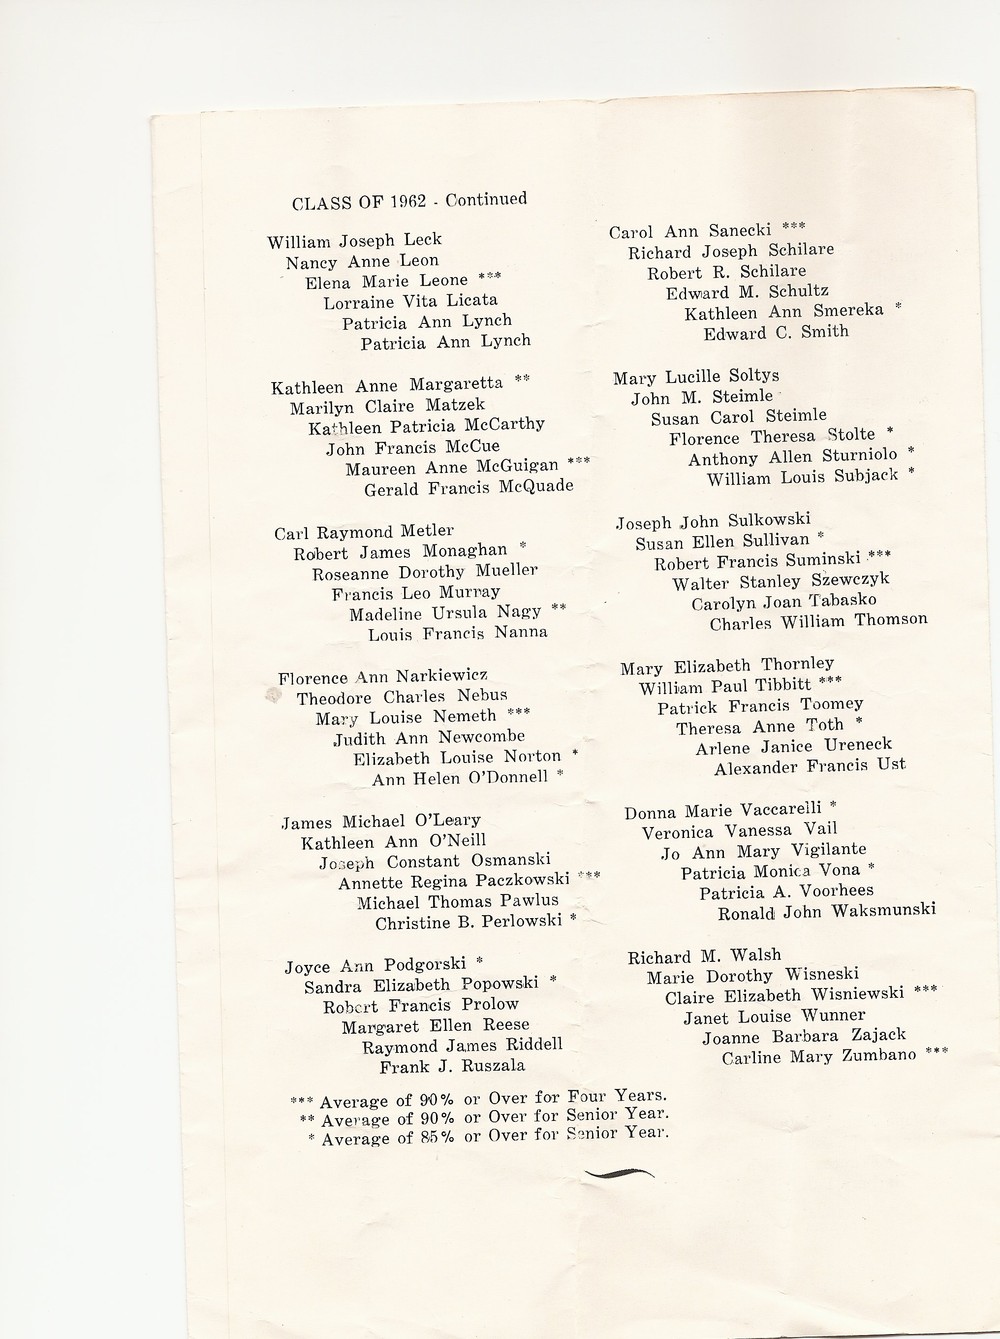 CLASS OF 1962 - Continued
William Joseph Leck
Nancy Anne Leon
Elena Marie Leone ***
Lorraine Vita Licata
Patricia Ann Lynch
Patricia Ann Lynch
Kathleen Anne Margaretta **
Marilyn Claire Matzek
Kathleen Patricia McCarthy
John Francis McCue
Maureen Anne McGuigan ***
Gerald Francis McQuade
Carl Raymond Metler
Robert James Monaghan *
Roseanne Dorothy Mueller
Francis Leo Murray
Madeline Ursula Nagy **
Louis Francis Nanna
Florence Ann Narkiewicz
Theodore Charles Nebus
Mary Louise Nemeth ***
Judith Ann Newcombe
Elizabeth Louise Norton *
Ann Helen O'Donnell *
James Michael O'Leary
Kathleen Ann O'Neill
Joseph Constant Osmanski
Annette Regina Paczkowski ***
Michael Thomas Pawlus
Christine B. Perlowski *
Joyce Ann Podgorski *
Sandra Elizabeth Popowski *
Robert Francis Prolow
Margaret Ellen Reese
Raymond James Riddell
Frank J. Ruszala
Carol Ann Sanecki ***
Richard Joseph Schilare
Robert R. Schilare
Edward M. Schultz
Kathleen Ann Smereka *
Edward C. Smith
Mary Lucille Soltys
John M. Steimle
Susan Carol Steimle
Florence Theresa Stolte *
Anthony Allen Sturniolo *
William Louis Subjack *
Joseph John Sulkowski
Susan Ellen Sullivan *
Robert Francis Suminski ***
Walter Stanley Szewczyk
Carolyn Joan Tabasko
Charles William Thomson
Mary Elizabeth Thornley
William Paul Tibbitt ***
Patrick Francis Toomey
Theresa Anne Toth *
Arlene Janice Ureneck
Alexander Francis Ust
Donna Marie Vaccarelli *
Veronica Vanessa Vail
Jo Ann Mary Vigilante
Patricia Monica Vona *
Patricia A. Voorhees
Ronald John Waksmunski
Richard M. Walsh
Marie Dorothy Wisneski
Claire Elizabeth Wisniewski ***
Janet Louise Wunner
Joanne Barbara Zajack
Carline Mary Zumbano ***
*** Average of 90% or Over for Four Years.
** Average of 90% or Over for Senior Year.
* Average of 85% or Over for Senior Year.